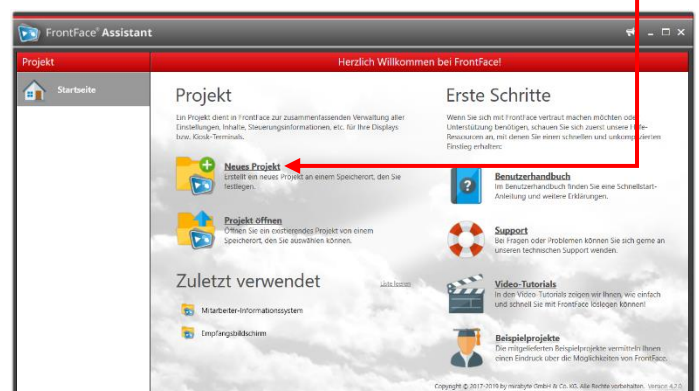 FrontFace® Assistant
Projekt
Herzlich Willkommen bei FrontFace!
Startseite
Projekt
Ein Projekt dient in FrontFace zur zusammenfassenden Verwaltung aller
Einstellungen, Inhalte, Steuerungsinformationen, etc. für Ihre Displays
bzw. Kiosk-Terminals.
Neues Projekt
Erstellt ein neues Projekt an einem Speicherort, den Sie
festlegen.
Projekt öffnen
Öffnen Sie ein existierendes Projekt von einem
Speicherort, den Sie auswählen können.
Zuletzt verwendet
Liste leeren
Mitarbeiter-Informationssystem
Empfangsbildschirm
Erste Schritte
Wenn Sie sich mit FrontFace vertraut machen möchten oder
Unterstützung benötigen, schauen Sie sich zuerst unsere Hilfe-
Ressourcen an, mit denen Sie einen schnellen und unkomplizierten
Einstieg erhalten:
Benutzerhandbuch
Im Benutzerhandbuch finden Sie eine Schnellstart-
Anleitung und weitere Erklärungen.
Support
Bei Fragen oder Problemen können Sie sich gerne an
unseren technischen Support wenden.
Video-Tutorials
In den Video-Tutorials zeigen wir Ihnen, wie einfach
und schnell Sie mit FrontFace loslegen können!
Beispielprojekte
Die mitgelieferten Beispielprojekte vermitteln Ihnen
einen Eindruck über die Möglichkeiten von FrontFace.
Copyright © 2017-2019 by mirabyte GmbH & Co. KG. Alle Rechte vorbehalten. Version 4.2.0